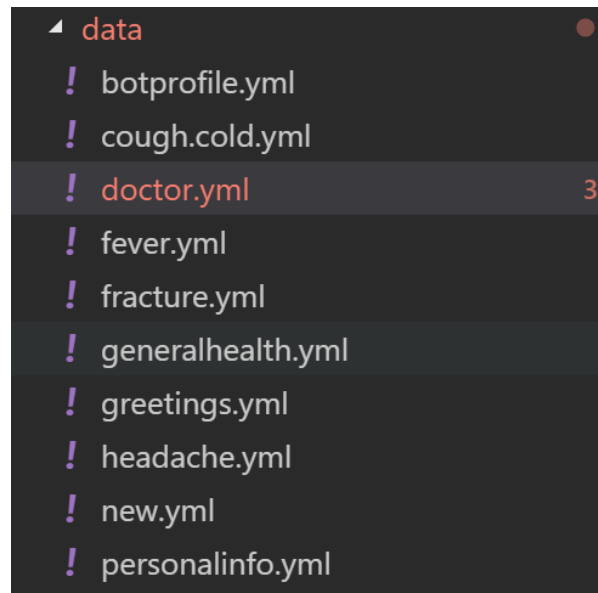 data
! botprofile.yml
! cough.cold.yml
! doctor.yml 3
! fever.yml
! fracture.yml
! generalhealth.yml
! greetings.yml
! headache.yml
! new.yml
! personalinfo.yml